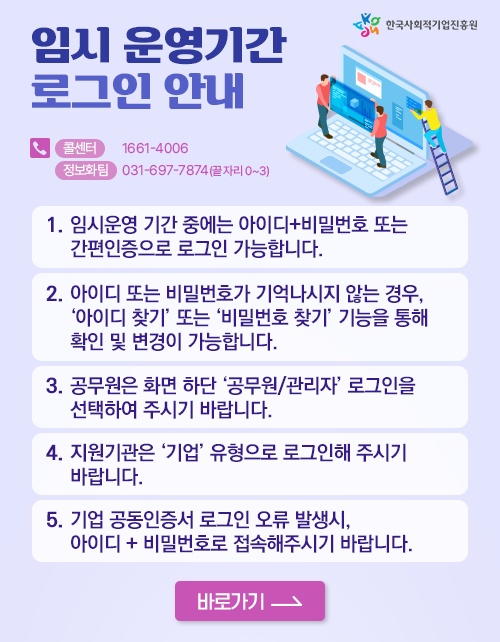 한국사회적기업진흥원
임시 운영기간
로그인 안내
콜센터 1661-4006
정보화팀 031-697-7874(끝자리 0~3)
1. 임시운영 기간 중에는 아이디+비밀번호 또는
간편인증으로 로그인 가능합니다.
2. 아이디 또는 비밀번호가 기억나시지 않는 경우,
‘아이디 찾기’ 또는 ‘비밀번호 찾기’ 기능을 통해
확인 및 변경이 가능합니다.
3. 공무원은 화면 하단 ‘공무원/관리자’ 로그인을
선택하여 주시기 바랍니다.
4. 지원기관은 ‘기업’ 유형으로 로그인해 주시기
바랍니다.
5. 기업 공동인증서 로그인 오류 발생시,
아이디 + 비밀번호로 접속해주시기 바랍니다.
바로가기